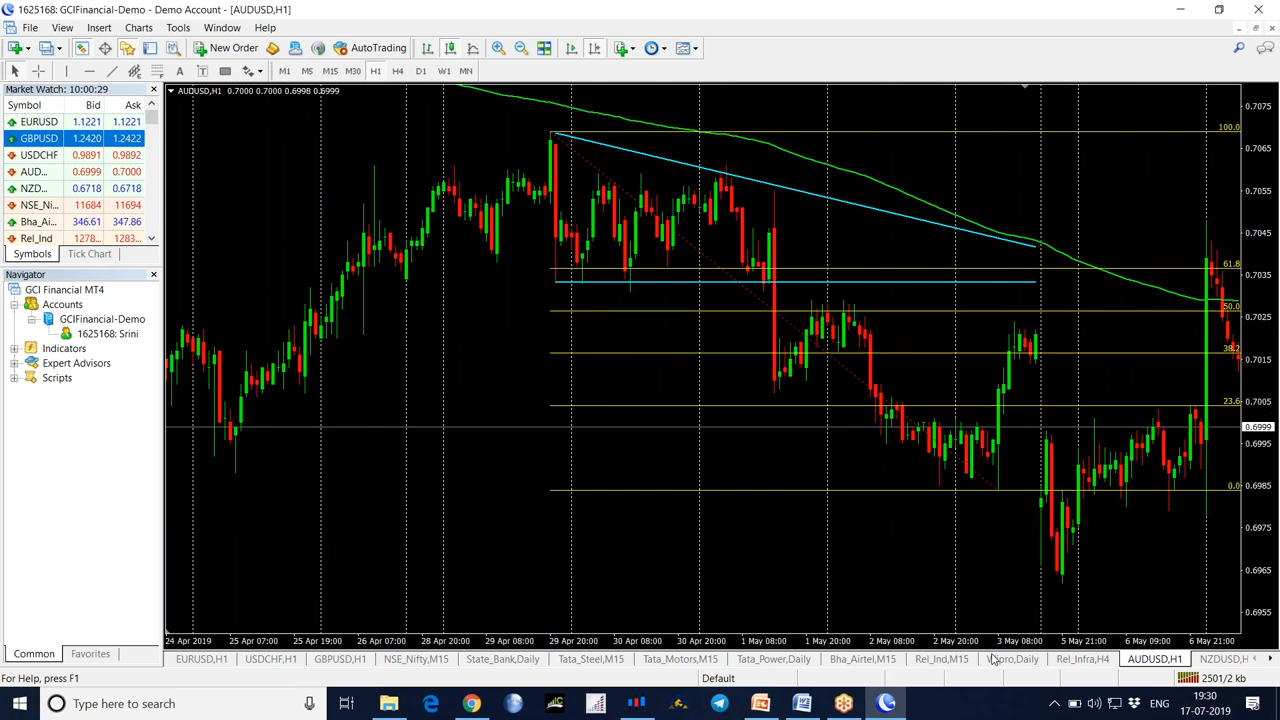 1625168: GCIFinancial-Demo - Demo Account - [AUDUSD,H1]
File View Insert Charts Tools Window Help
New Order AutoTrading
A T M1 M5 M15 M30 H1 H4 D1 W1 MN
Market Watch: 10:00:29
Symbol Bid Ask
EURUSD 1.1221 1.1221
GBPUSD 1.2420 1.2422
USDCHF 0.9891 0.9892
AUD... 0.6999 0.7000
NZD... 0.6718 0.6718
NSE_Ni... 11684 11694
Bha_Ai... 346.61 347.86
Rel_Ind 1278... 1283...
Symbols Tick Chart
Navigator
GCI Financial MT4
Accounts
GCIFinancial-Demo
1625168: Srini
Indicators
Expert Advisors
Scripts
Common Favorites
AUDUSD,H1 0.7000 0.7000 0.6998 0.6999
100.0
61.8
50.0
38.2
23.6
0.0
0.7075
0.7065
0.7055
0.7045
0.7035
0.7025
0.7015
0.7005
0.6999
0.6995
0.6985
0.6975
0.6965
0.6955
24 Apr 2019 25 Apr 07:00 25 Apr 19:00 26 Apr 07:00 28 Apr 20:00 29 Apr 08:00 29 Apr 20:00 30 Apr 08:00 30 Apr 20:00 1 May 08:00 1 May 20:00 2 May 08:00 2 May 20:00 3 May 08:00 5 May 21:00 6 May 09:00 6 May 21:00
EURUSD,H1 USDCHF,H1 GBPUSD,H1 NSE_Nifty,M15 State_Bank,Daily Tata_Steel,M15 Tata_Motors,M15 Tata_Power,Daily Bha_Airtel,M15 Rel_Ind,M15 Rel_Infra,H4 AUDUSD,H1 NZDUSD,H
For Help, press F1 Default 2501/2 kb
Type here to search
ENG
19:30
17-07-2019